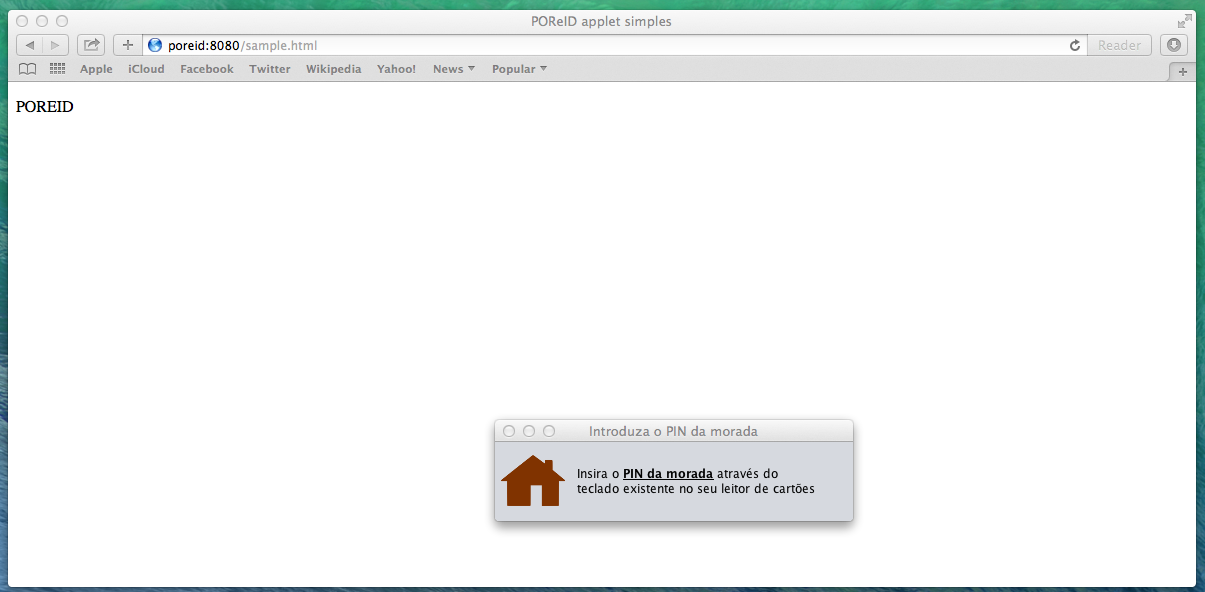 POReID applet simples
poreid:8080/sample.html
Reader
Apple iCloud Facebook Twitter Wikipedia Yahoo! News Popular
POREID
Introduza o PIN da morada
Insira o PIN da morada através do
teclado existente no seu leitor de cartões